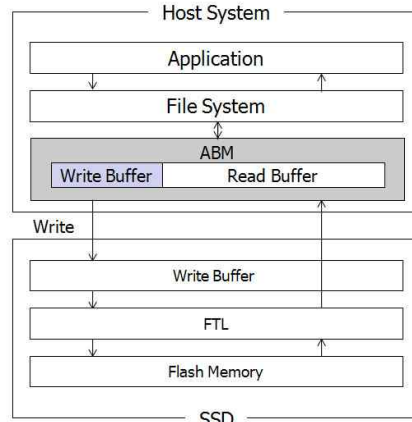 Host System
Application
File System
ABM
Write Buffer Read Buffer
Write
Write Buffer
FTL
Flash Memory
SSD